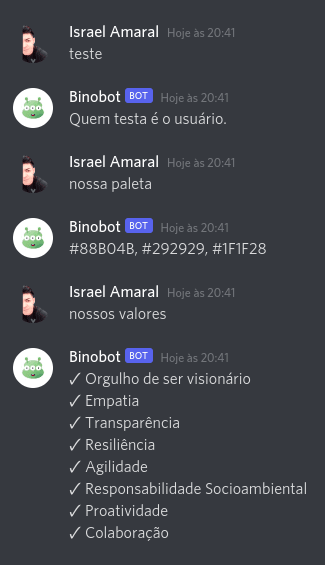 Israel Amaral Hoje às 20:41
teste
Binobot BOT Hoje às 20:41
Quem testa é o usuário.
Israel Amaral Hoje às 20:41
nossa paleta
Binobot BOT Hoje às 20:41
#88B04B, #292929, #1F1F28
Israel Amaral Hoje às 20:41
nossos valores
Binobot BOT Hoje às 20:41
✓ Orgulho de ser visionário
✓ Empatia
✓ Transparência
✓ Resiliência
✓ Agilidade
✓ Responsabilidade Socioambiental
✓ Proatividade
✓ Colaboração